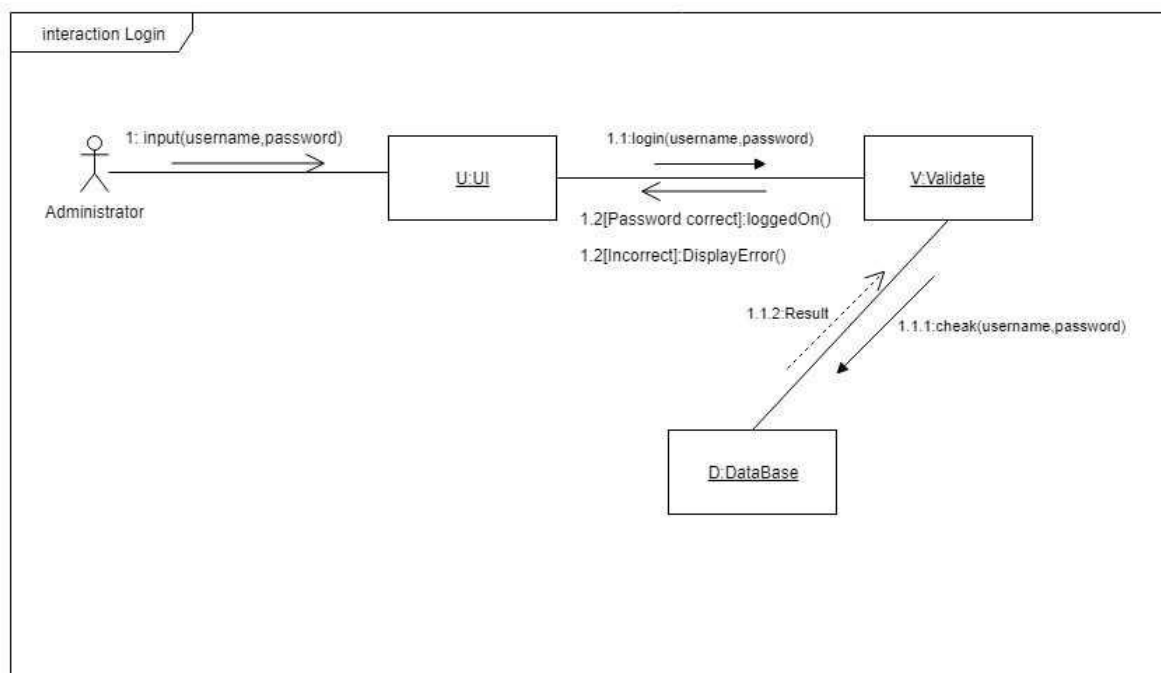 interaction Login
1: input(username,password)
Administrator
U:UI
1.1:login(username,password)
V:Validate
1.2[Password correct]:loggedOn()
1.2[Incorrect]:DisplayError()
1.1.2:Result
1.1.1:cheak(username,password)
D:DataBase